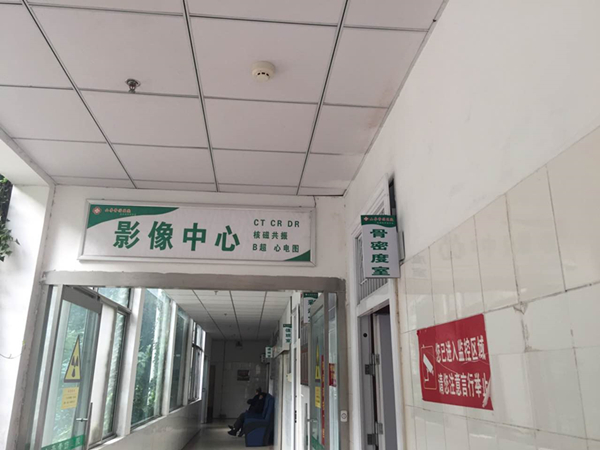 影像中心
CT CR DR
核磁共振
B超 心电图
骨密度室
您已进入监控区域
请您注意言行举止